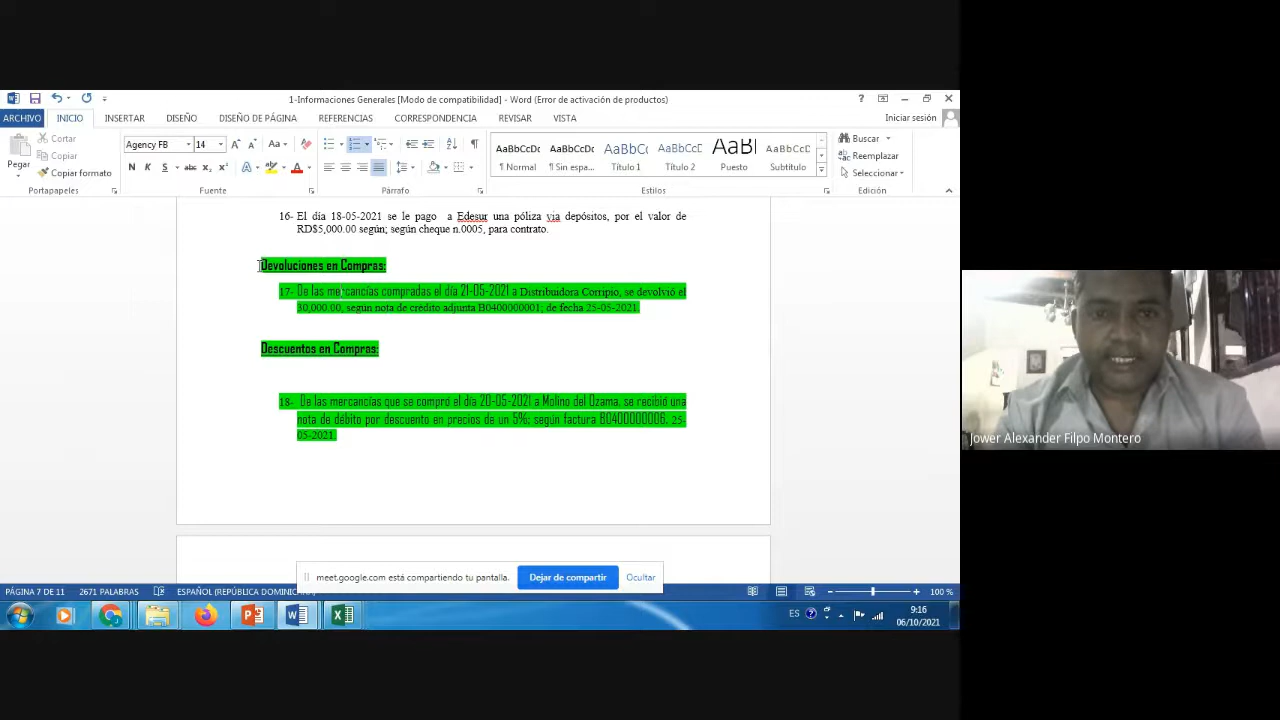 1-Informaciones Generales [Modo de compatibilidad] - Word (Error de activación de productos)
ARCHIVO INICIO INSERTAR DISEÑO DISEÑO DE PÁGINA REFERENCIAS CORRESPONDENCIA REVISAR VISTA Iniciar sesión
Pegar
Cortar
Copiar
Copiar formato
Portapapeles
Agency FB 14
Fuente
Párrafo
AaBbCcDc AaBbCcDc AaBbCc AaBbCcD AaBl AaBbCcD
¶ Normal ¶ Sin espa... Título 1 Título 2 Puesto Subtítulo
Estilos
Buscar
Reemplazar
Seleccionar
Edición
16- El día 18-05-2021 se le pago a Edesur una póliza via depósitos, por el valor de
RD$5,000.00 según; según cheque n.0005, para contrato.
Devoluciones en Compras:
17- De las mercancías compradas el día 21-05-2021 a Distribuidora Corripio, se devolvió el
30,000.00, según nota de crédito adjunta B0400000001; de fecha 25-05-2021.
Descuentos en Compras:
18- De las mercancías que se compró el día 20-05-2021 a Molino del Ozama, se recibió una
nota de débito por descuento en precios de un 5%; según factura B0400000006. 25-
05-2021.
Jower Alexander Filpo Montero
meet.google.com está compartiendo tu pantalla. Dejar de compartir Ocultar
PÁGINA 7 DE 11 2671 PALABRAS ESPAÑOL (REPÚBLICA DOMINICANA) 100 %
ES 9:16
06/10/2021